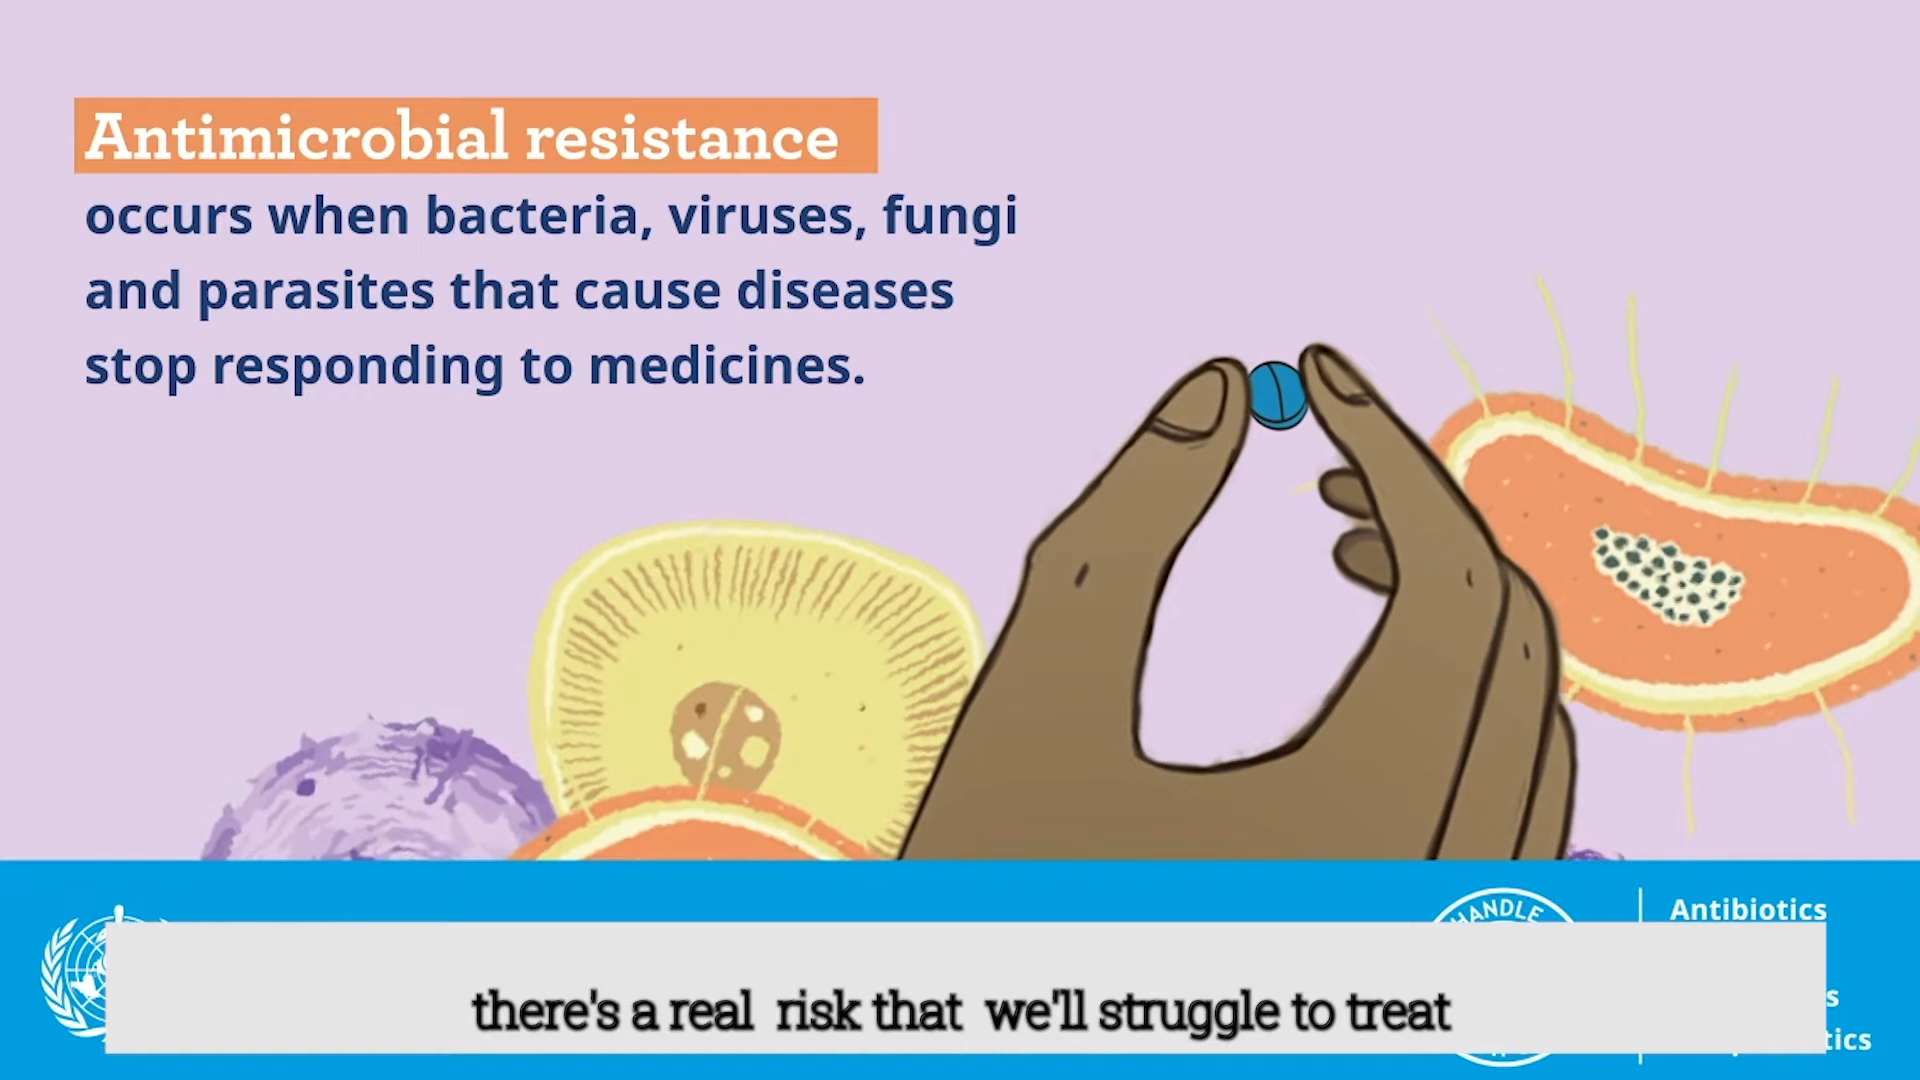 Antimicrobial resistance
occurs when bacteria, viruses, fungi
and parasites that cause diseases
stop responding to medicines.
HANDLE
Antibiotics
there's a real risk that we'll struggle to treat